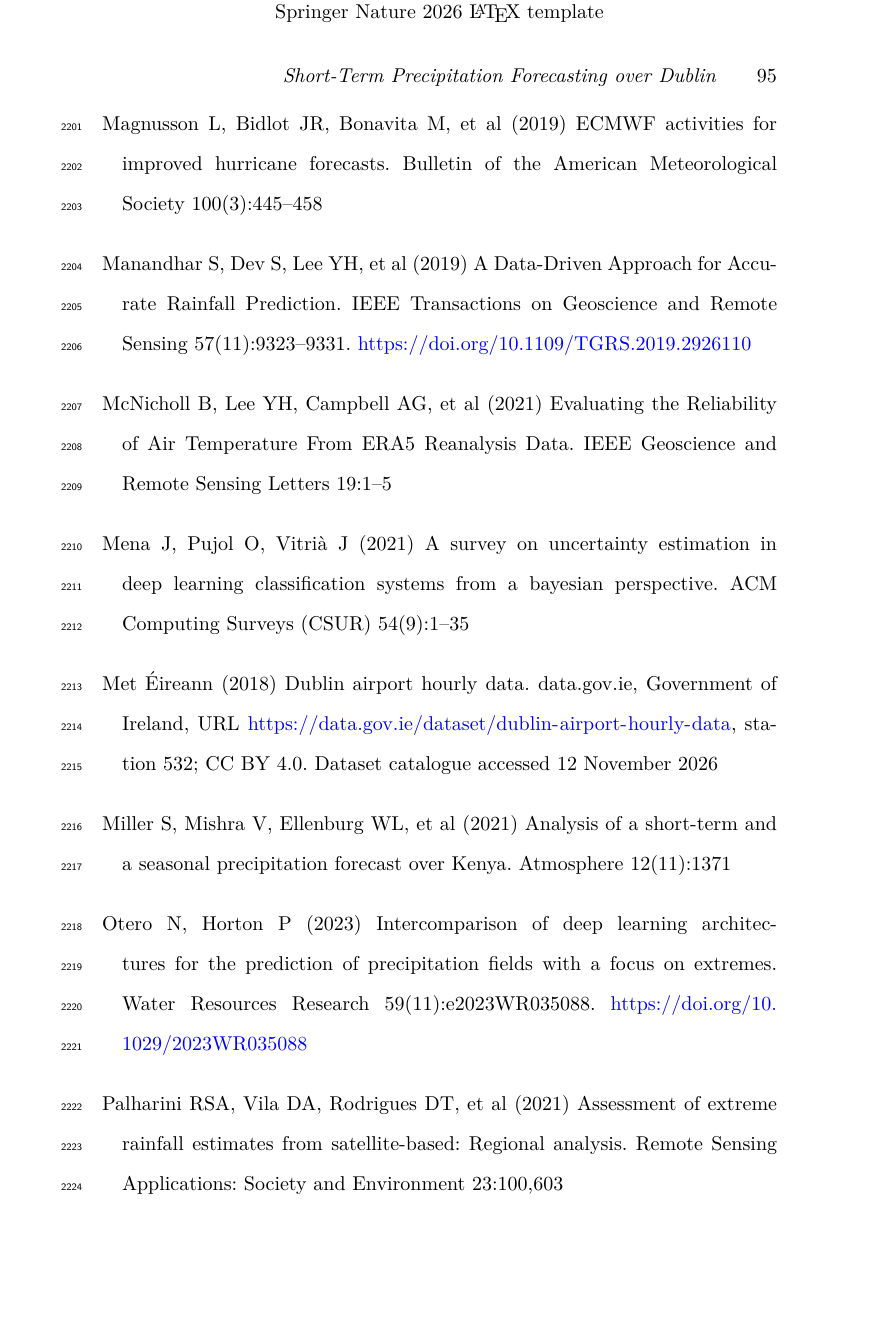 Springer Nature 2026 LATEX template
Short-Term Precipitation Forecasting over Dublin 95
2201 Magnusson L, Bidlot JR, Bonavita M, et al (2019) ECMWF activities for
2202 improved hurricane forecasts. Bulletin of the American Meteorological
2203 Society 100(3):445–458
2204 Manandhar S, Dev S, Lee YH, et al (2019) A Data-Driven Approach for Accu-
2205 rate Rainfall Prediction. IEEE Transactions on Geoscience and Remote
2206 Sensing 57(11):9323–9331. https://doi.org/10.1109/TGRS.2019.2926110
2207 McNicholl B, Lee YH, Campbell AG, et al (2021) Evaluating the Reliability
2208 of Air Temperature From ERA5 Reanalysis Data. IEEE Geoscience and
2209 Remote Sensing Letters 19:1–5
2210 Mena J, Pujol O, Vitrià J (2021) A survey on uncertainty estimation in
2211 deep learning classification systems from a bayesian perspective. ACM
2212 Computing Surveys (CSUR) 54(9):1–35
2213 Met Éireann (2018) Dublin airport hourly data. data.gov.ie, Government of
2214 Ireland, URL https://data.gov.ie/dataset/dublin-airport-hourly-data, sta-
2215 tion 532; CC BY 4.0. Dataset catalogue accessed 12 November 2026
2216 Miller S, Mishra V, Ellenburg WL, et al (2021) Analysis of a short-term and
2217 a seasonal precipitation forecast over Kenya. Atmosphere 12(11):1371
2218 Otero N, Horton P (2023) Intercomparison of deep learning architec-
2219 tures for the prediction of precipitation fields with a focus on extremes.
2220 Water Resources Research 59(11):e2023WR035088. https://doi.org/10.
2221 1029/2023WR035088
2222 Palharini RSA, Vila DA, Rodrigues DT, et al (2021) Assessment of extreme
2223 rainfall estimates from satellite-based: Regional analysis. Remote Sensing
2224 Applications: Society and Environment 23:100,603